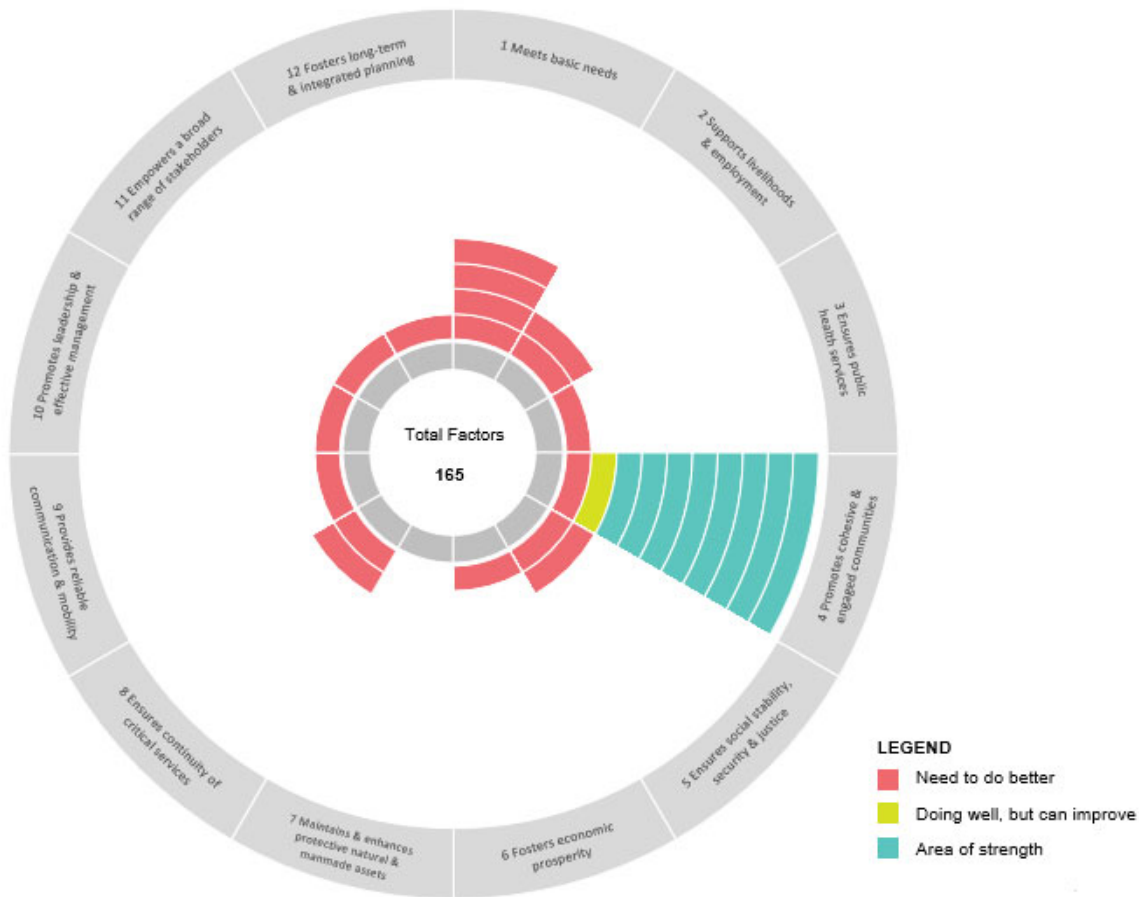 1 Meets basic needs
2 Supports livelihoods
& employment
3 Ensures public
health services
4 Promotes cohesive &
engaged communities
5 Ensures social stability,
security & justice
6 Fosters economic
prosperity
7 Maintains & enhances
protective natural &
manmade assets
8 Ensures continuity of
critical services
9 Provides reliable
communication & mobility
10 Promotes leadership &
effective management
11 Empowers a broad
range of stakeholders
12 Fosters long-term
& integrated planning
Total Factors
165
LEGEND
Need to do better
Doing well, but can improve
Area of strength